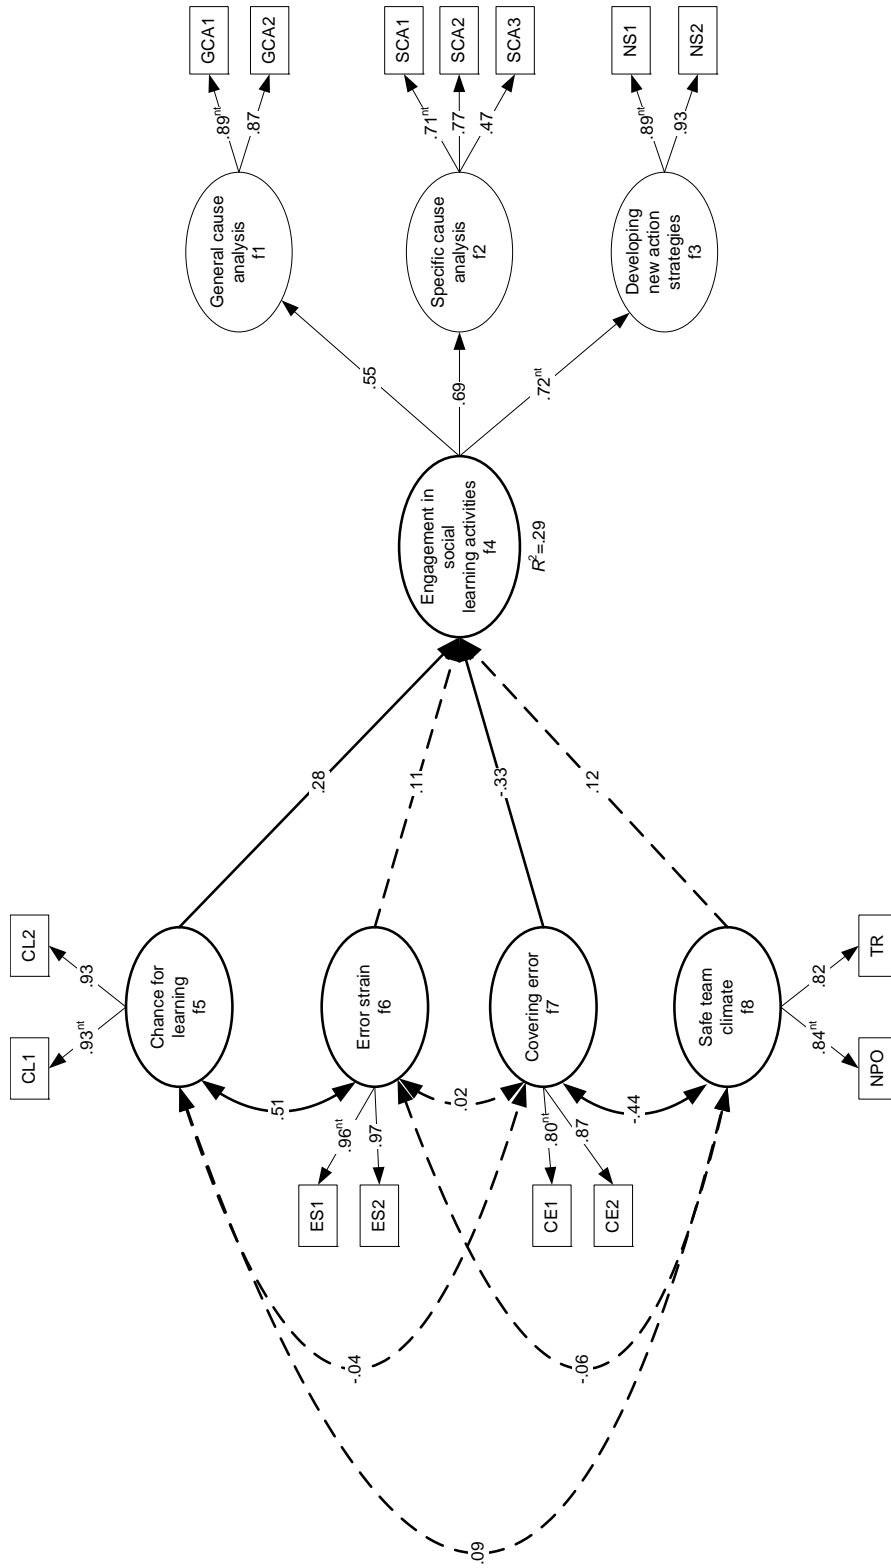 CL1
CL2
.93nt
.93
Chance for
learning
f5
.51
ES1
ES2
.96nt
.97
Error strain
f6
.02
CE1
CE2
.80nt
.87
Covering error
f7
-.44
Safe team
climate
f8
.84nt
.82
NPO
TR
-.04
-.06
.09
.28
.11
-.33
.12
Engagement in
social
learning activities
f4
R²=.29
.55
.69
.72nt
General cause
analysis
f1
.89nt
.87
GCA1
GCA2
Specific cause
analysis
f2
.71nt
.77
.47
SCA1
SCA2
SCA3
Developing
new action
strategies
f3
.89nt
.93
NS1
NS2